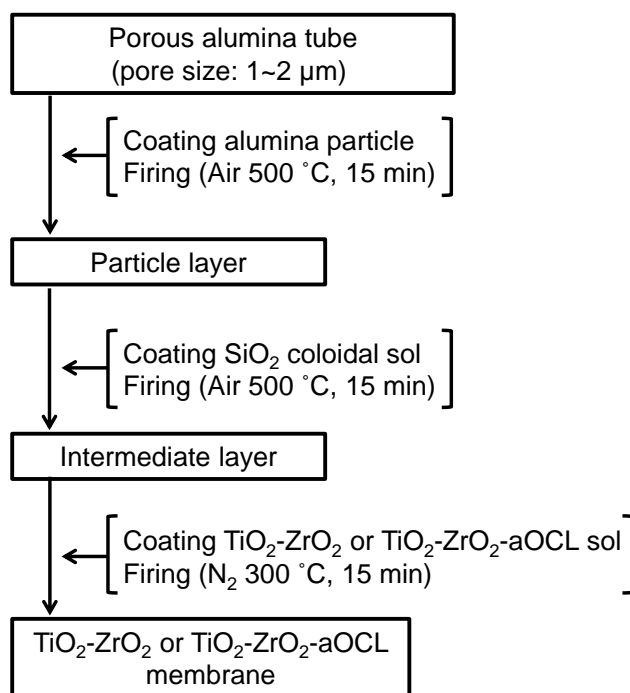 Porous alumina tube
(pore size: 1~2 µm)
Coating alumina particle
Firing (Air 500 ˚C, 15 min)
Particle layer
Coating SiO₂ coloidal sol
Firing (Air 500 ˚C, 15 min)
Intermediate layer
Coating TiO₂-ZrO₂ or TiO₂-ZrO₂-aOCL sol
Firing (N₂ 300 ˚C, 15 min)
TiO₂-ZrO₂ or TiO₂-ZrO₂-aOCL
membrane